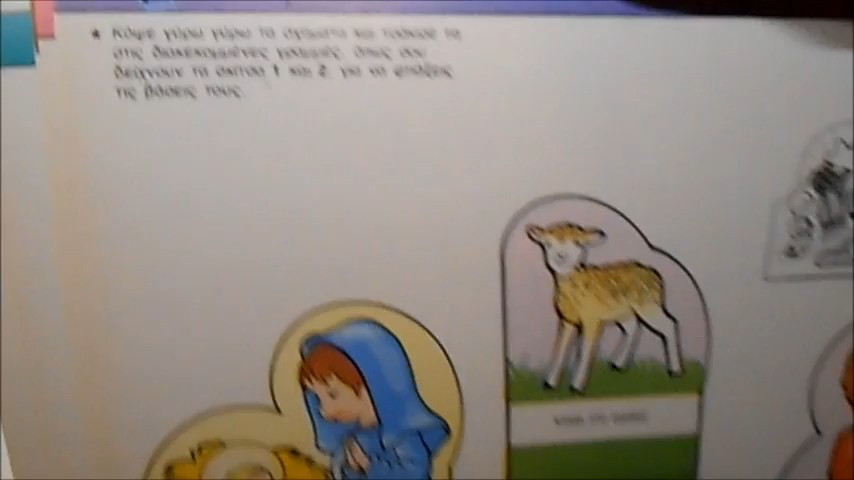 Κόψε γύρω γύρω τα σχήματα και τσάκισε τα
στις διακεκομμένες γραμμές, όπως σου
δείχνουν τα σκίτσα 1 και 2, για να φτιάξεις
τις βάσεις τους.